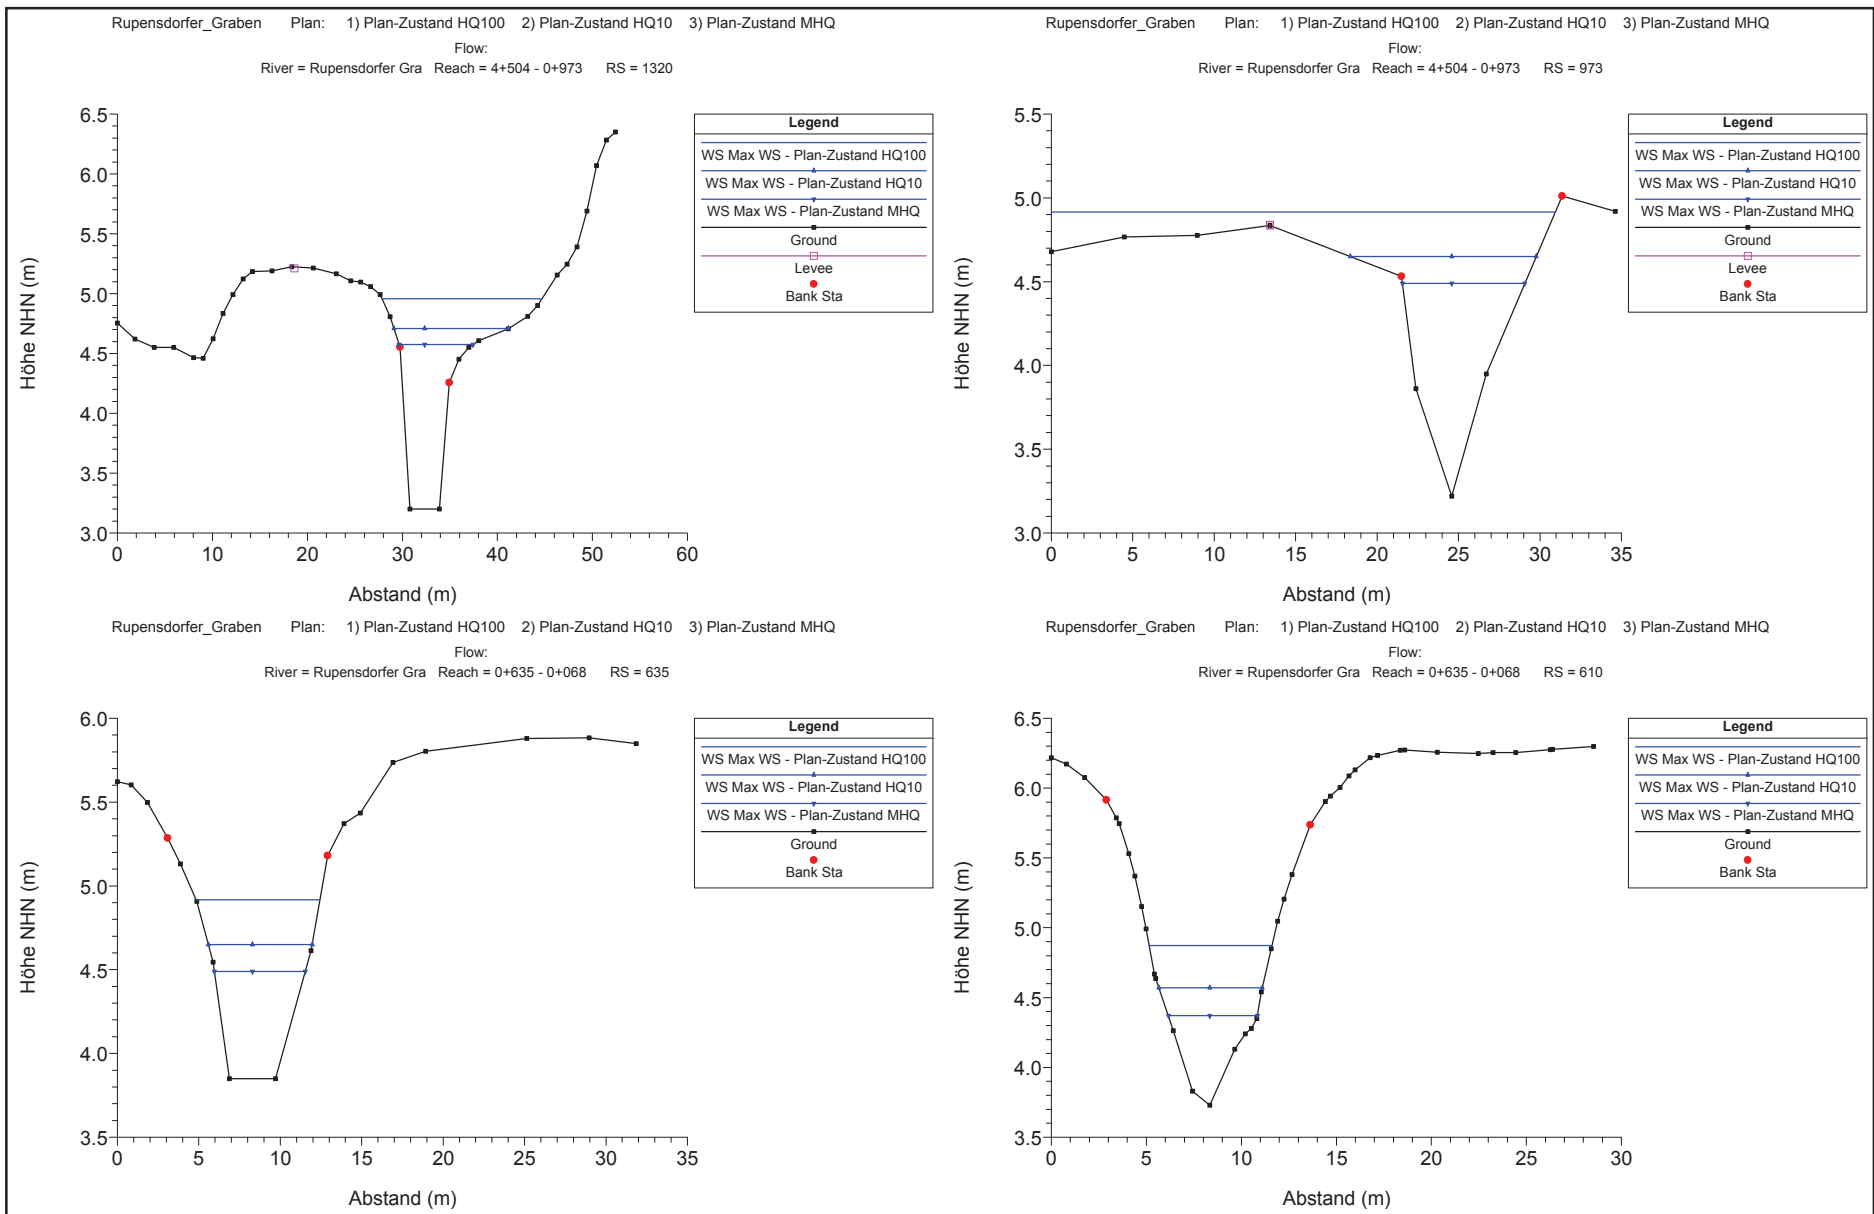 Rupensdorfer_Graben Plan: 1) Plan-Zustand HQ100 2) Plan-Zustand HQ10 3) Plan-Zustand MHQ
Flow:
River = Rupensdorfer Gra Reach = 4+504 - 0+973 RS = 1320
Höhe NHN (m)
6.5
6.0
5.5
5.0
4.5
4.0
3.5
3.0
0 10 20 30 40 50 60
Abstand (m)
Legend
WS Max WS - Plan-Zustand HQ100
WS Max WS - Plan-Zustand HQ10
WS Max WS - Plan-Zustand MHQ
Ground
Levee
Bank Sta
Rupensdorfer_Graben Plan: 1) Plan-Zustand HQ100 2) Plan-Zustand HQ10 3) Plan-Zustand MHQ
Flow:
River = Rupensdorfer Gra Reach = 4+504 - 0+973 RS = 973
Höhe NHN (m)
5.5
5.0
4.5
4.0
3.5
3.0
0 5 10 15 20 25 30 35
Abstand (m)
Legend
WS Max WS - Plan-Zustand HQ100
WS Max WS - Plan-Zustand HQ10
WS Max WS - Plan-Zustand MHQ
Ground
Levee
Bank Sta
Rupensdorfer_Graben Plan: 1) Plan-Zustand HQ100 2) Plan-Zustand HQ10 3) Plan-Zustand MHQ
Flow:
River = Rupensdorfer Gra Reach = 0+635 - 0+068 RS = 635
Höhe NHN (m)
6.0
5.5
5.0
4.5
4.0
3.5
0 5 10 15 20 25 30 35
Abstand (m)
Legend
WS Max WS - Plan-Zustand HQ100
WS Max WS - Plan-Zustand HQ10
WS Max WS - Plan-Zustand MHQ
Ground
Bank Sta
Rupensdorfer_Graben Plan: 1) Plan-Zustand HQ100 2) Plan-Zustand HQ10 3) Plan-Zustand MHQ
Flow:
River = Rupensdorfer Gra Reach = 0+635 - 0+068 RS = 610
Höhe NHN (m)
6.5
6.0
5.5
5.0
4.5
4.0
3.5
0 5 10 15 20 25 30
Abstand (m)
Legend
WS Max WS - Plan-Zustand HQ100
WS Max WS - Plan-Zustand HQ10
WS Max WS - Plan-Zustand MHQ
Ground
Bank Sta